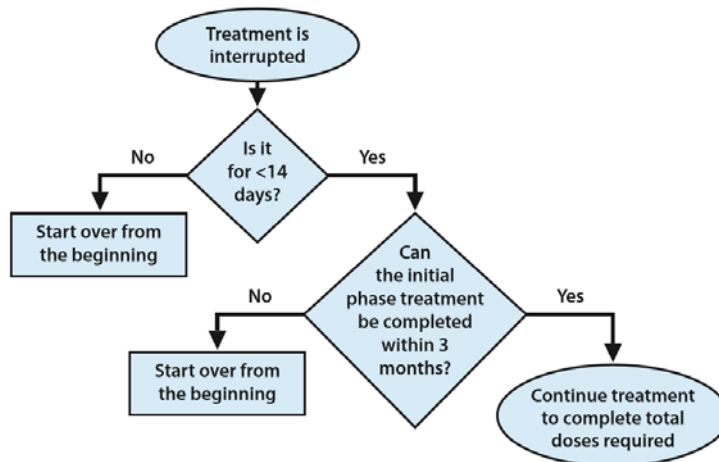 Treatment is
interrupted
Is it
for <14
days?
No
Yes
Start over from
the beginning
Can
the initial
phase treatment
be completed
within 3
months?
No
Yes
Start over from
the beginning
Continue treatment
to complete total
doses required